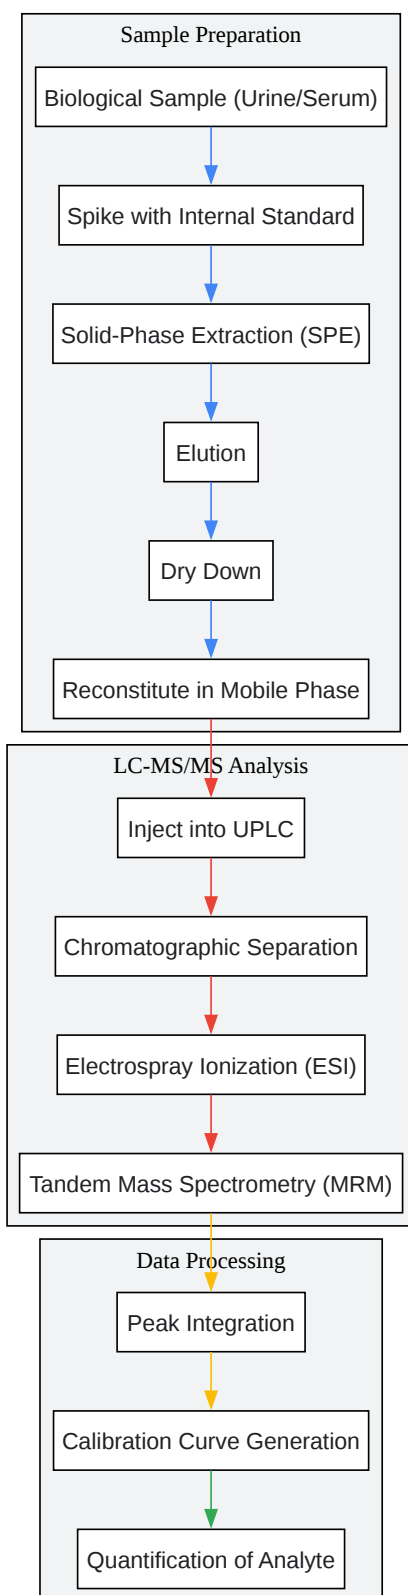 Sample Preparation
Biological Sample (Urine/Serum)
Spike with Internal Standard
Solid-Phase Extraction (SPE)
Elution
Dry Down
Reconstitute in Mobile Phase
LC-MS/MS Analysis
Inject into UPLC
Chromatographic Separation
Electrospray Ionization (ESI)
Tandem Mass Spectrometry (MRM)
Data Processing
Peak Integration
Calibration Curve Generation
Quantification of Analyte